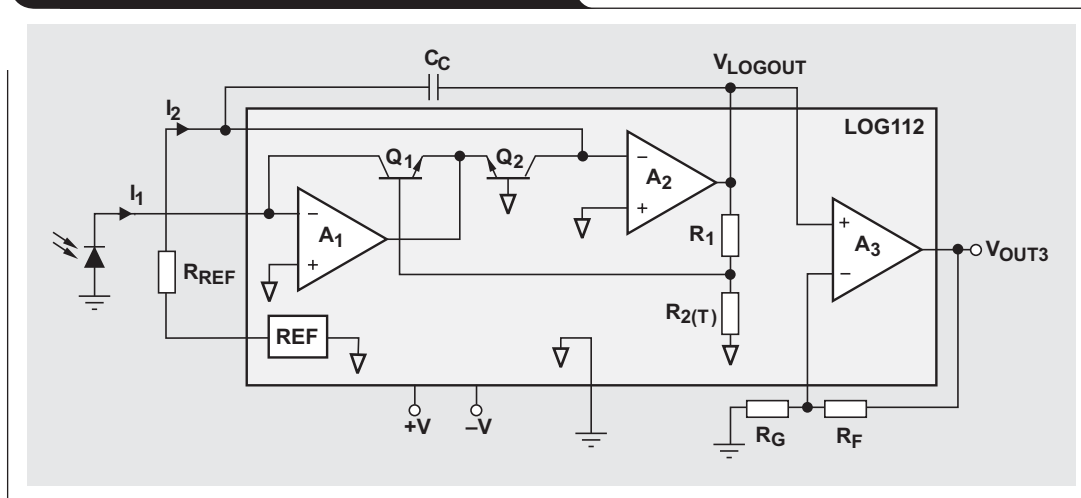 C_C
V_LOGOUT
I_2
LOG112
Q_1
Q_2
−
A_2
I_1
+
−
R_1
+
A_1
A_3
V_OUT3
R_REF
+
−
R_2(T)
REF
+V
–V
R_G
R_F